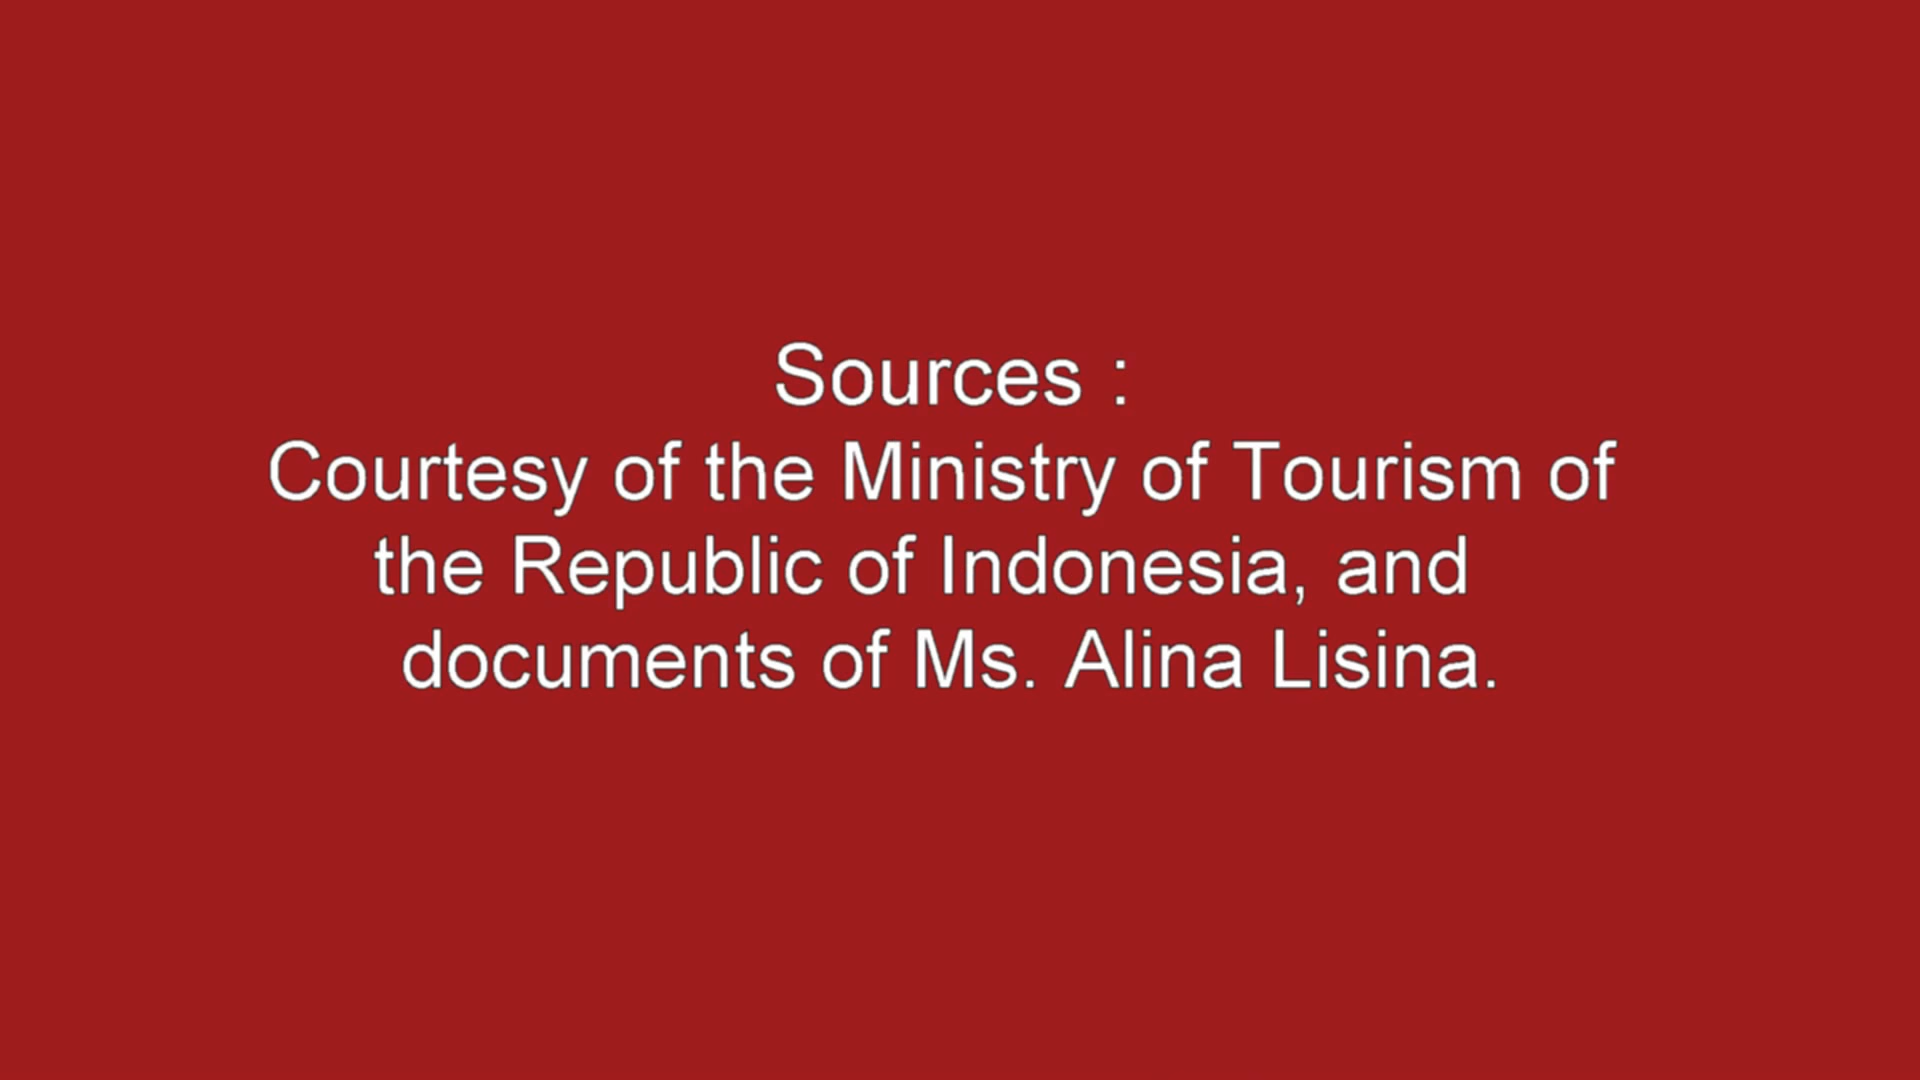 Sources :
Courtesy of the Ministry of Tourism of
the Republic of Indonesia, and
documents of Ms. Alina Lisina.